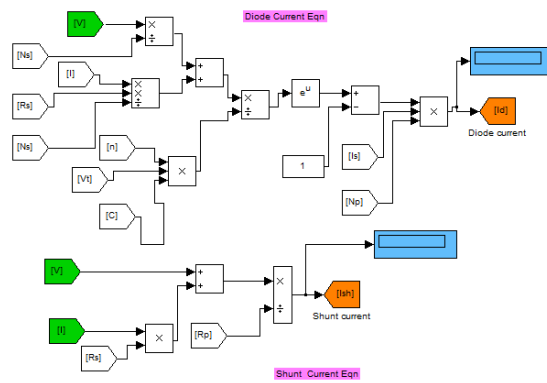 Diode Current Eqn
[V]
×
÷
[Ns]
[I]
×
×
÷
[Rs]
[Ns]
+
+
×
÷
e^u
+
−
×
[Id]
Diode current
[n]
[Vt]
[C]
×
1
[Is]
[Np]
[V]
+
+
×
÷
[Ish]
Shunt current
[I]
[Rs]
×
[Rp]
Shunt Current Eqn